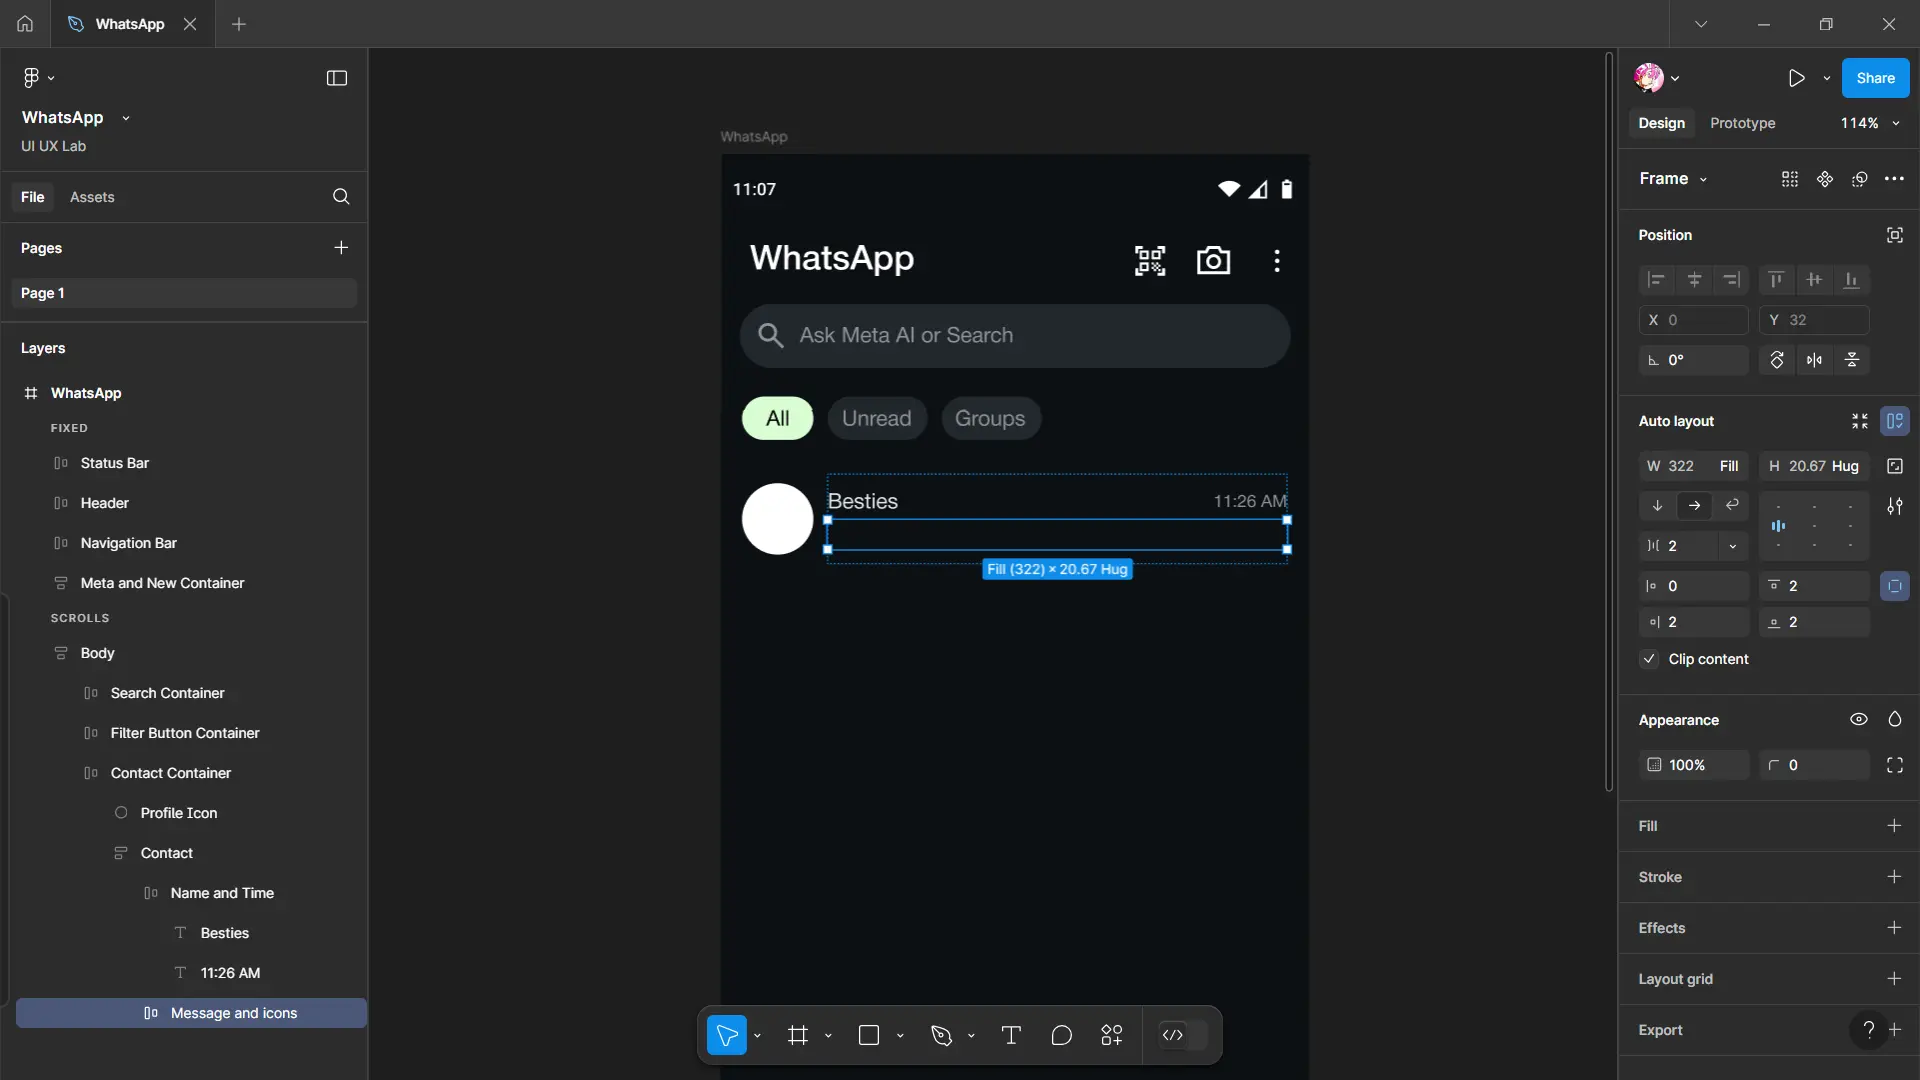 WhatsApp
WhatsApp
UI UX Lab
File Assets
Pages
Page 1
Layers
WhatsApp
FIXED
Status Bar
Header
Navigation Bar
Meta and New Container
SCROLLS
Body
Search Container
Filter Button Container
Contact Container
Profile Icon
Contact
Name and Time
Besties
11:26 AM
Message and icons
WhatsApp
11:07
WhatsApp
Ask Meta AI or Search
All Unread Groups
Besties 11:26 AM
Fill (322) × 20.67 Hug
Share
Design Prototype 114%
Frame
Position
X 0 Y 32
0°
Auto layout
W 322 Fill H 20.67 Hug
2
0 2
2 2
Clip content
Appearance
100% 0
Fill
Stroke
Effects
Layout grid
Export
?